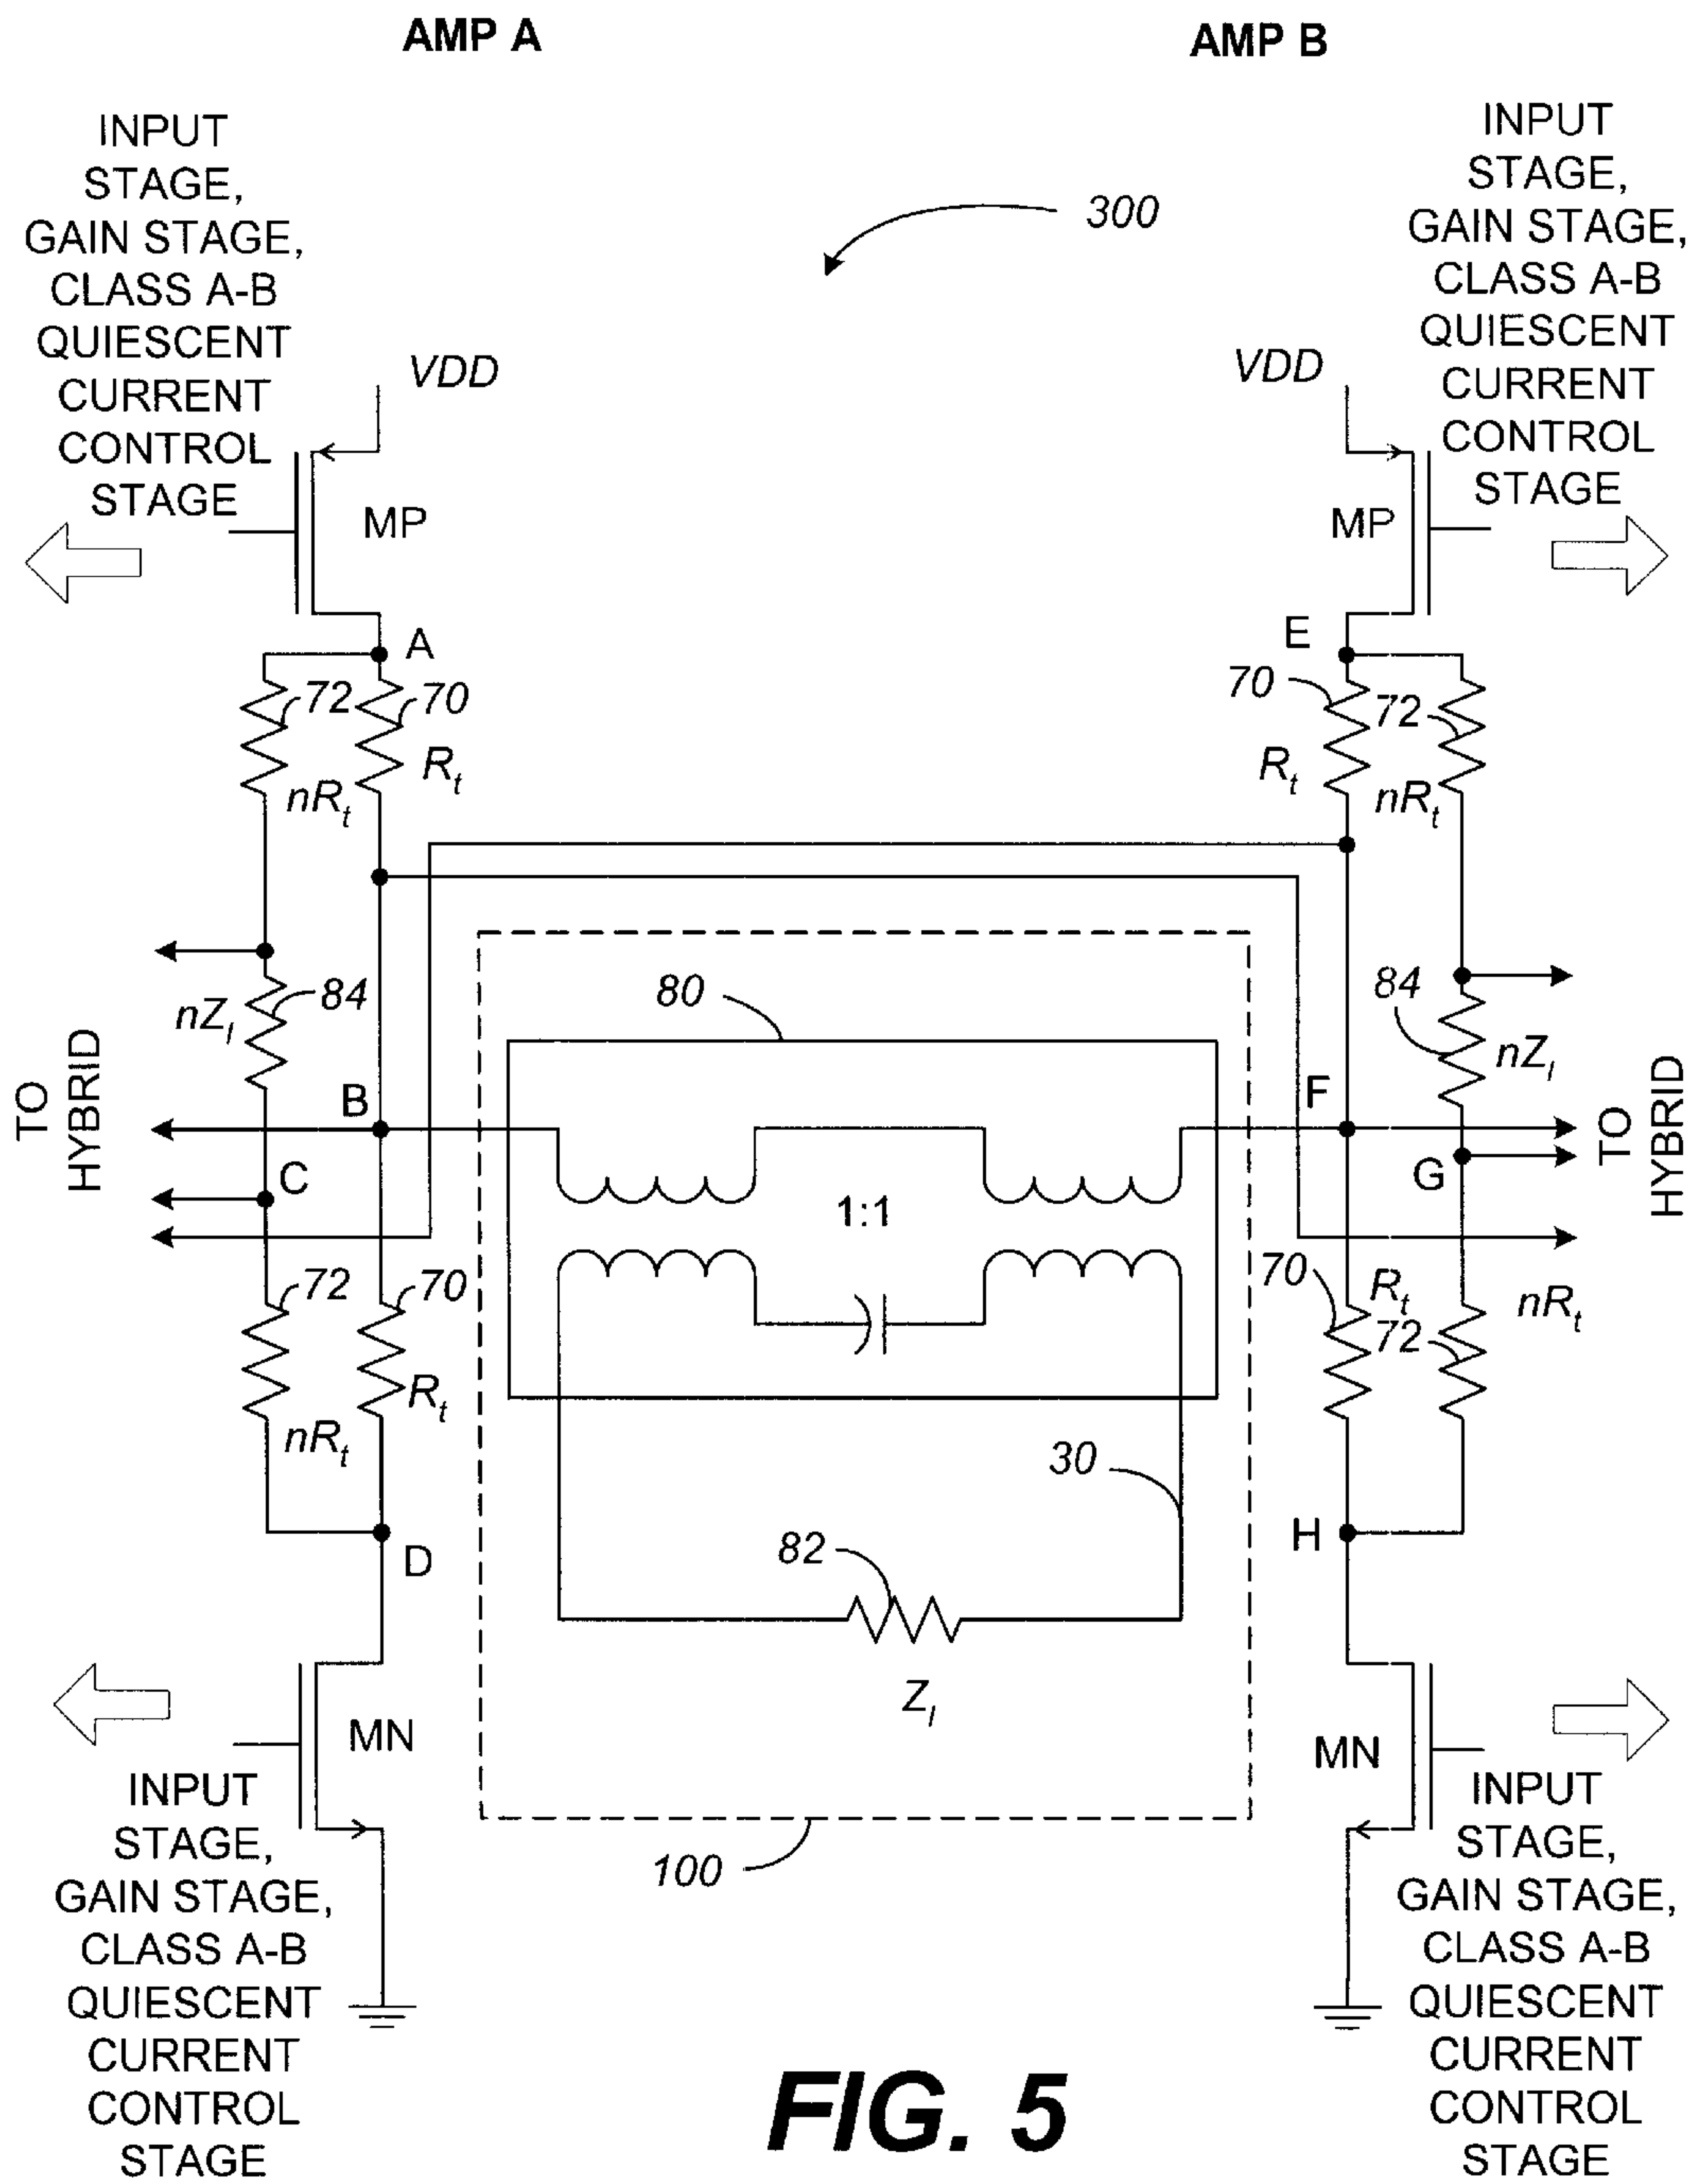 AMP A
AMP B
INPUT
STAGE,
GAIN STAGE,
CLASS A-B
QUIESCENT
CURRENT
CONTROL
STAGE
INPUT
STAGE,
GAIN STAGE,
CLASS A-B
QUIESCENT
CURRENT
CONTROL
STAGE
300
VDD
VDD
MP
MP
A
E
72
70
70
72
Rt
nRt
Rt
nRt
84
nZl
84
nZl
80
TO
HYBRID
TO
HYBRID
B
F
C
G
1:1
72
70
70
Rt
72
nRt
Rt
nRt
30
82
D
H
Zl
MN
MN
100
INPUT
STAGE,
GAIN STAGE,
CLASS A-B
QUIESCENT
CURRENT
CONTROL
STAGE
INPUT
STAGE,
GAIN STAGE,
CLASS A-B
QUIESCENT
CURRENT
CONTROL
STAGE
FIG. 5